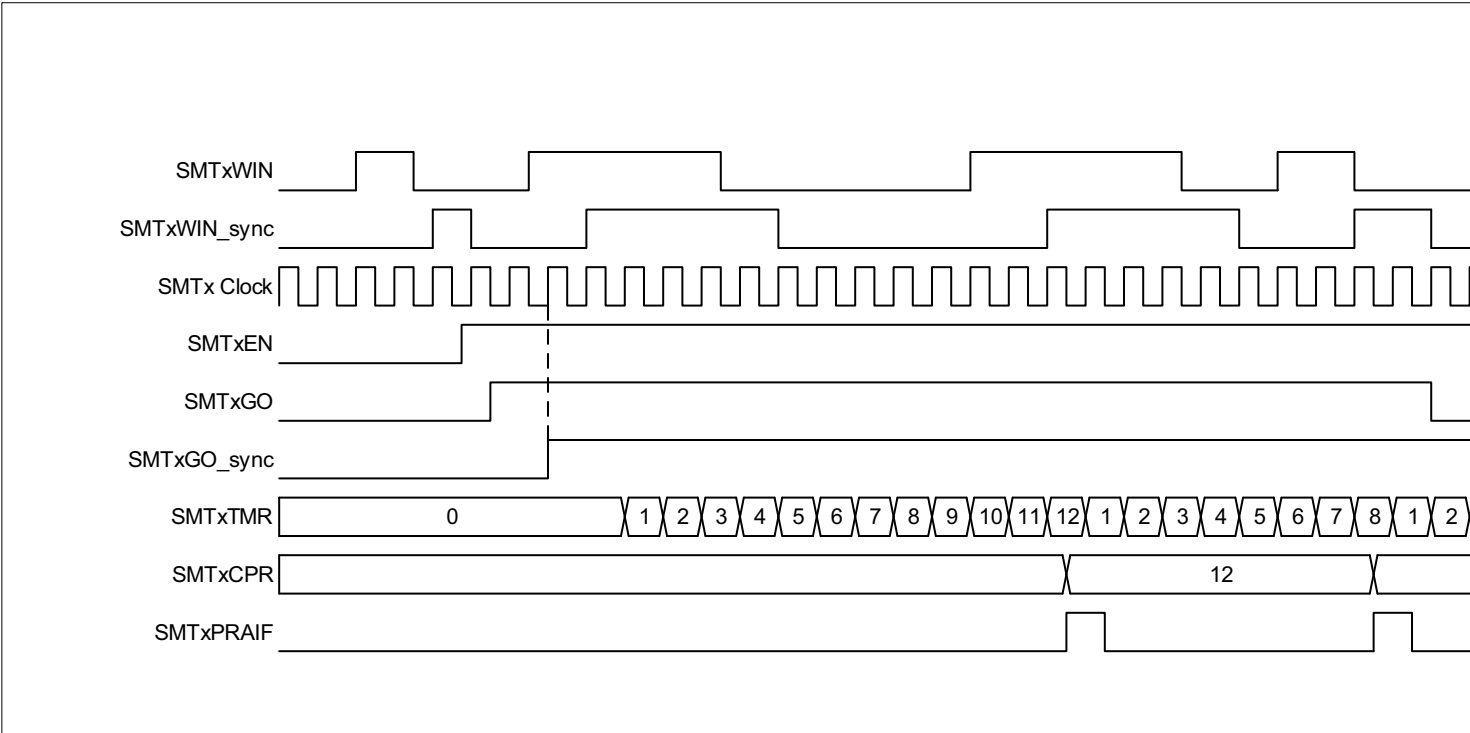 SMTxWIN
SMTxWIN_sync
SMTx Clock
SMTxEN
SMTxGO
SMTxGO_sync
SMTxTMR 0 1 2 3 4 5 6 7 8 9 10 11 12 1 2 3 4 5 6 7 8 1 2
SMTxCPR 12
SMTxPRAIF